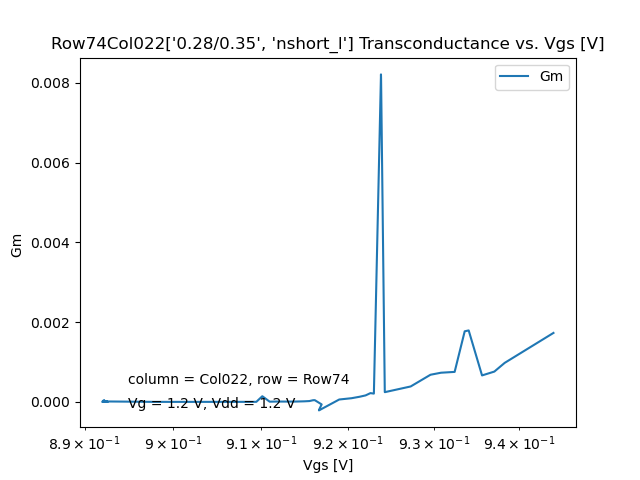 Row74Col022['0.28/0.35', 'nshort_l'] Transconductance vs. Vgs [V]
Gm
0.008
0.006
0.004
0.002
0.000
Gm
column = Col022, row = Row74
Vg = 1.2 V, Vdd = 1.2 V
8.9 × 10⁻¹
9 × 10⁻¹
9.1 × 10⁻¹
9.2 × 10⁻¹
9.3 × 10⁻¹
9.4 × 10⁻¹
Vgs [V]